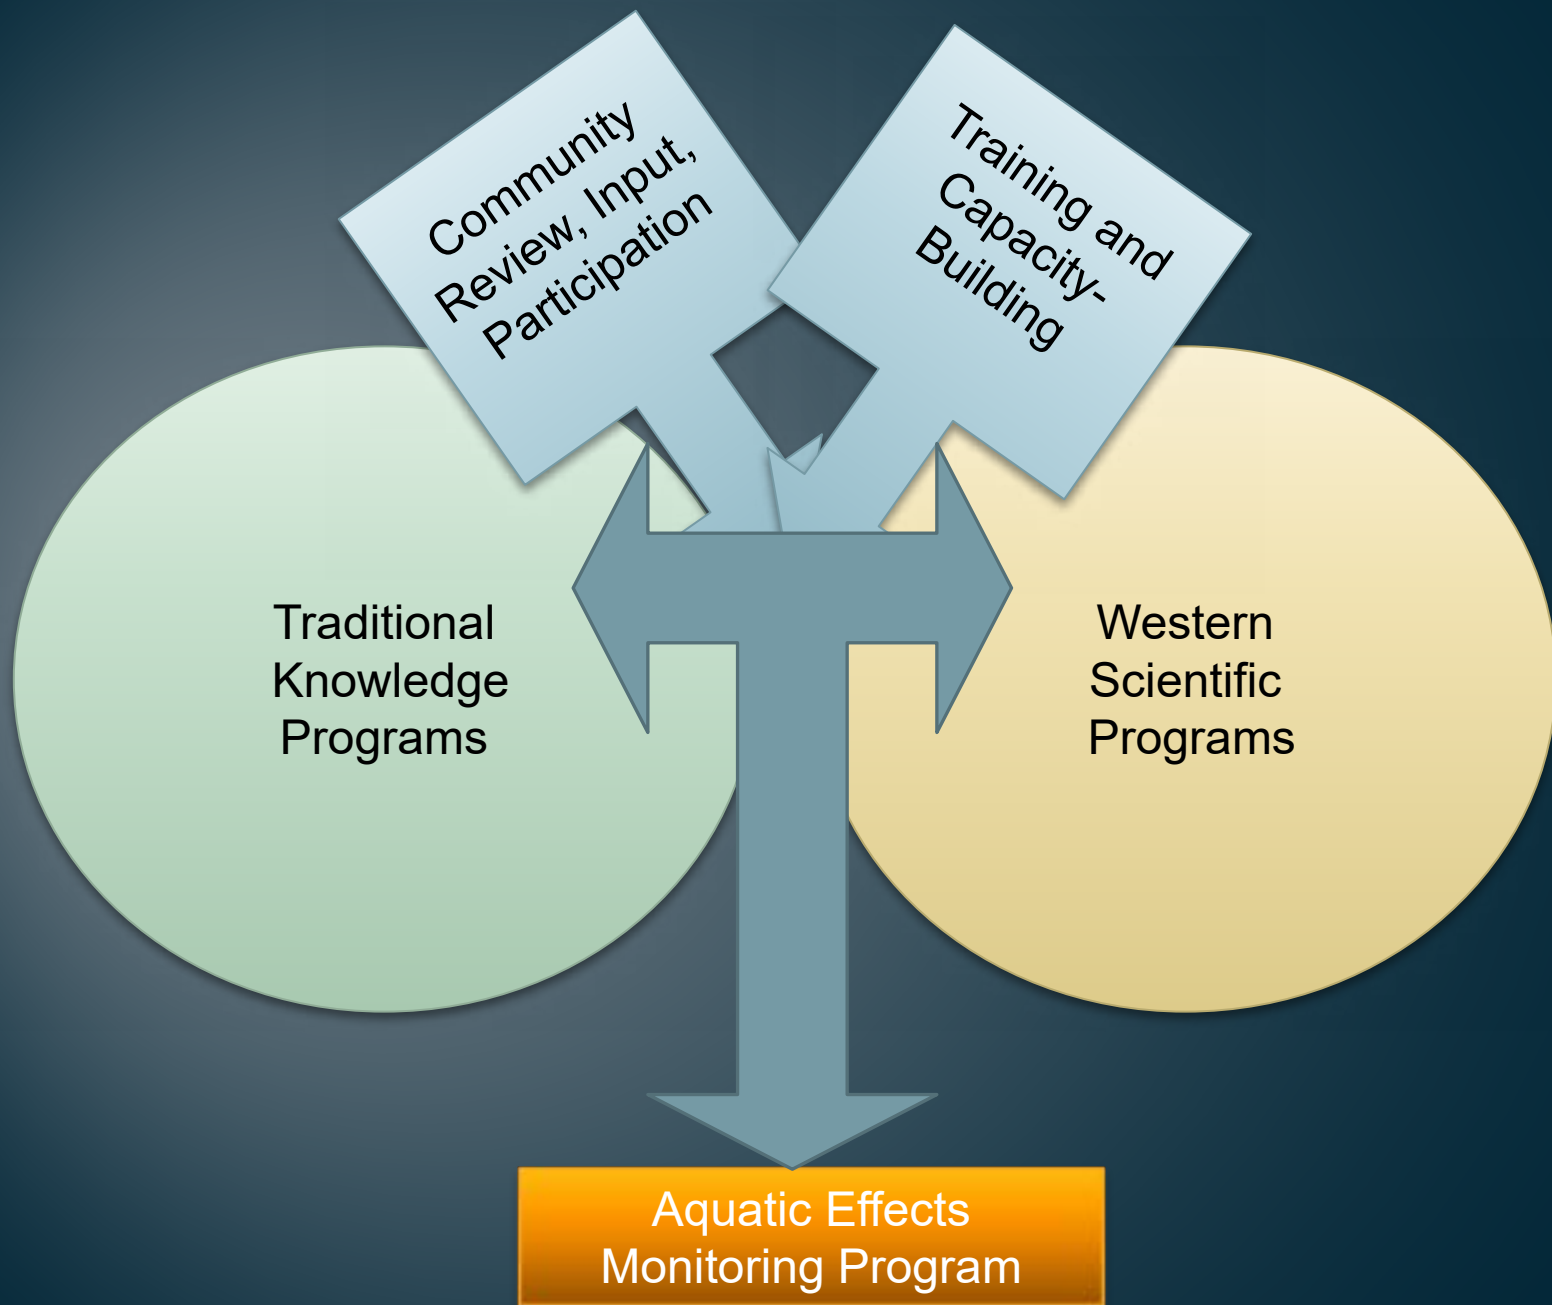 Community
Review, Input,
Participation
Training and
Capacity-
Building
Traditional
Knowledge
Programs
Western
Scientific
Programs
Aquatic Effects
Monitoring Program